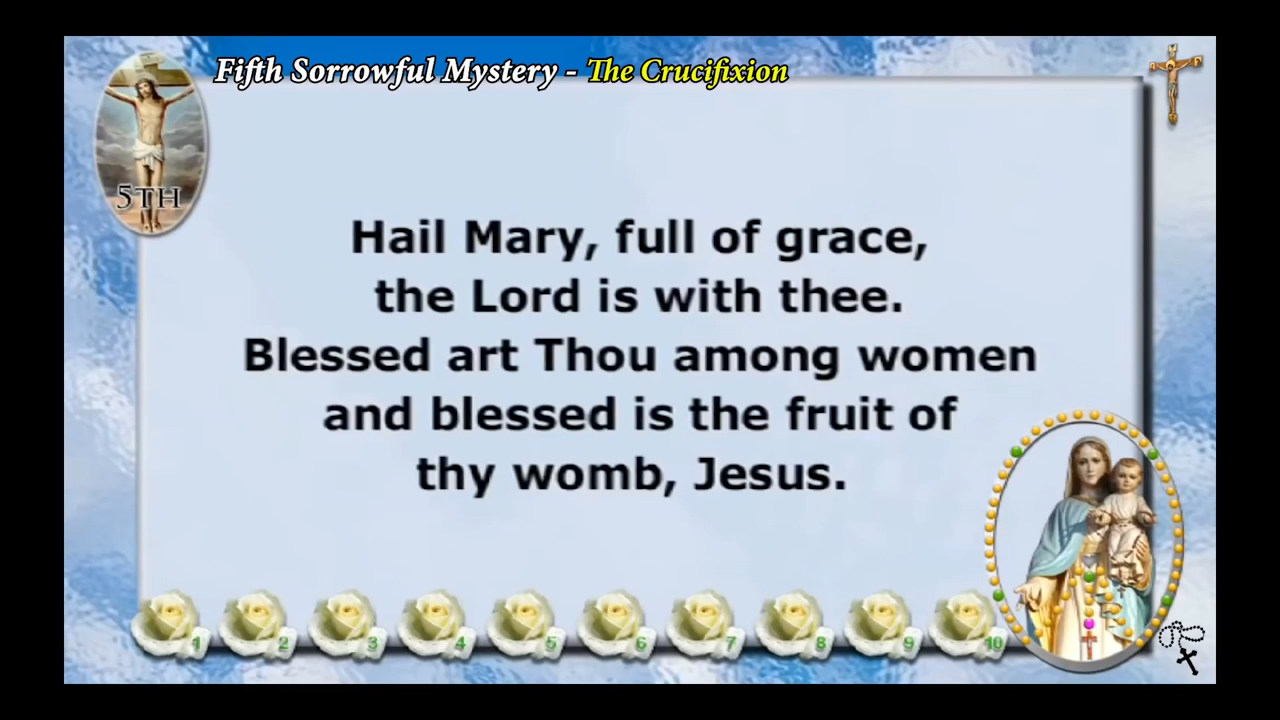 Fifth Sorrowful Mystery - The Crucifixion
5TH
Hail Mary, full of grace,
the Lord is with thee.
Blessed art Thou among women
and blessed is the fruit of
thy womb, Jesus.
1 2 3 4 5 6 7 8 9 10